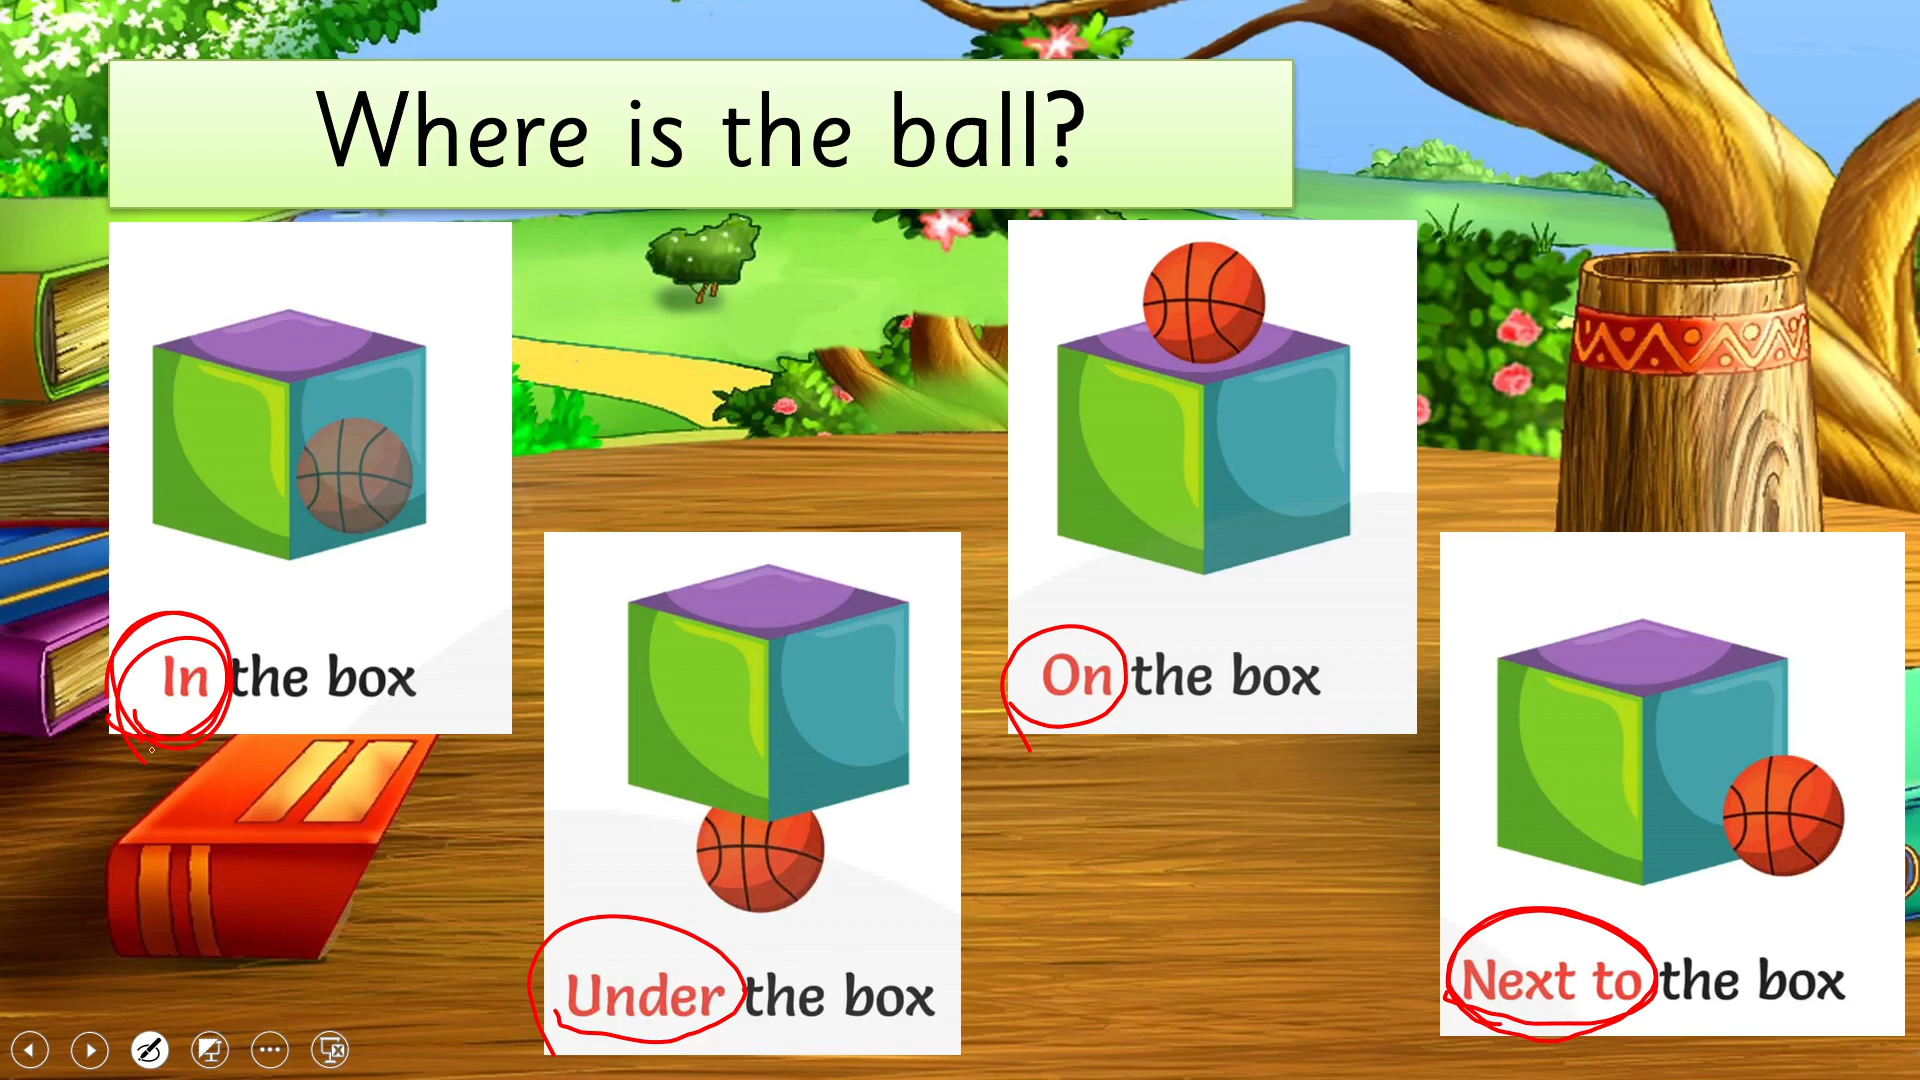 Where is the ball?
In the box
Under the box
On the box
Next to the box